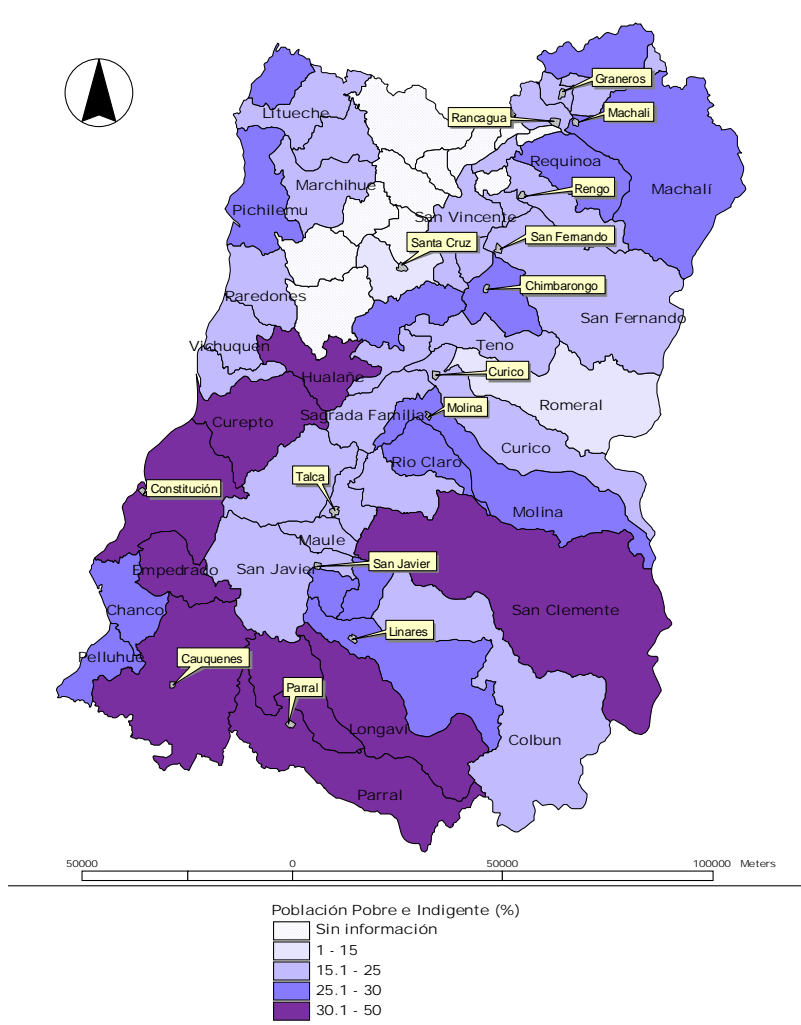 Graneros
Rancagua
Machali
Litueche
Requinoa
Marchihue
Rengo
Machalí
Pichilemu
San Vincente
Santa Cruz
San Fernando
Chimbarongo
Paredones
San Fernando
Vichuquen
Teno
Hualañe
Curico
Romeral
Molina
Sagrada Familia
Curepto
Curico
Rio Claro
Talca
Constitución
Molina
Maule
San Javier
San Javier
Empedrado
Chanco
San Clemente
Linares
Pelluhue
Cauquenes
Parral
Longavi
Colbun
Parral
50000 0 50000 100000 Meters
Población Pobre e Indigente (%)
Sin información
1 - 15
15.1 - 25
25.1 - 30
30.1 - 50